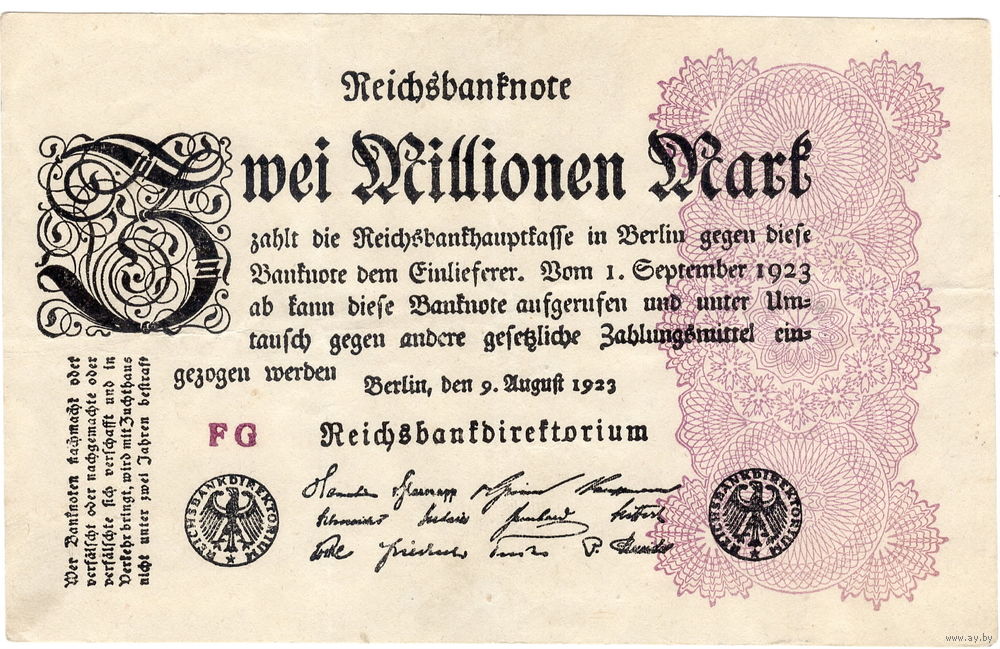 Reichsbanknote
Zwei Millionen Mark
zahlt die Reichsbankhauptkasse in Berlin gegen diese
Banknote dem Einlieferer. Vom 1. September 1923
ab kann diese Banknote aufgerufen und unter Um-
tausch gegen andere gesetzliche Zahlungsmittel ein-
gezogen werden
Berlin, den 9. August 1923
Reichsbankdirektorium
FG
Wer Banknoten nachmacht oder
verfälscht oder nachgemachte oder
verfälschte sich verschafft und in
Verkehr bringt, wird mit Zuchthaus
nicht unter zwei Jahren bestraft
REICHSBANKDIREKTORIUM
REICHSBANKDIREKTORIUM
www.ay.by